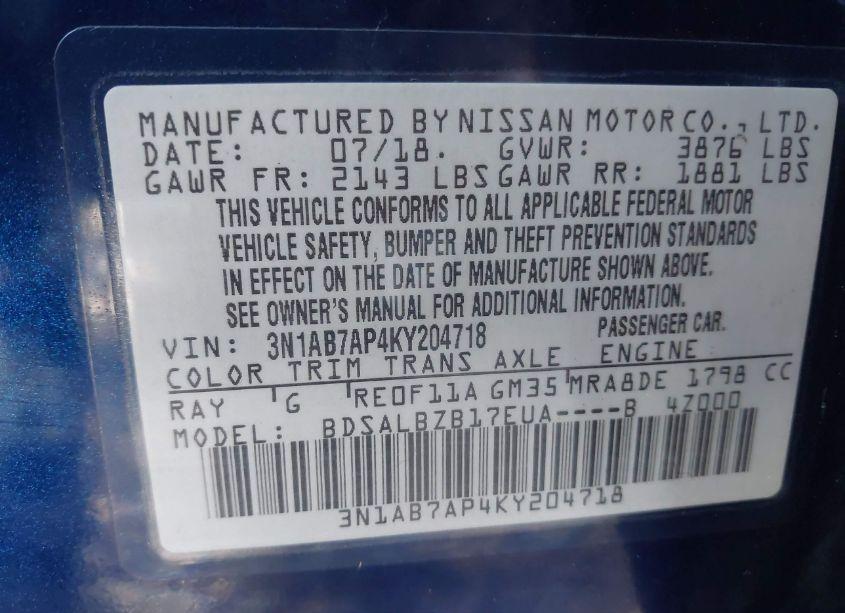 MANUFACTURED BY NISSAN MOTOR CO., LTD.
DATE: 07/18. GVWR: 3876 LBS
GAWR FR: 2143 LBS GAWR RR: 1881 LBS
THIS VEHICLE CONFORMS TO ALL APPLICABLE FEDERAL MOTOR
VEHICLE SAFETY, BUMPER AND THEFT PREVENTION STANDARDS
IN EFFECT ON THE DATE OF MANUFACTURE SHOWN ABOVE.
SEE OWNER'S MANUAL FOR ADDITIONAL INFORMATION.
VIN: 3N1AB7AP4KY204718 PASSENGER CAR.
COLOR TRIM TRANS AXLE ENGINE
RAY G RE0F11A GM35 MRA8DE 1798 CC
MODEL: BDSALBZB17EUA----B 4Z000
3N1AB7AP4KY204718